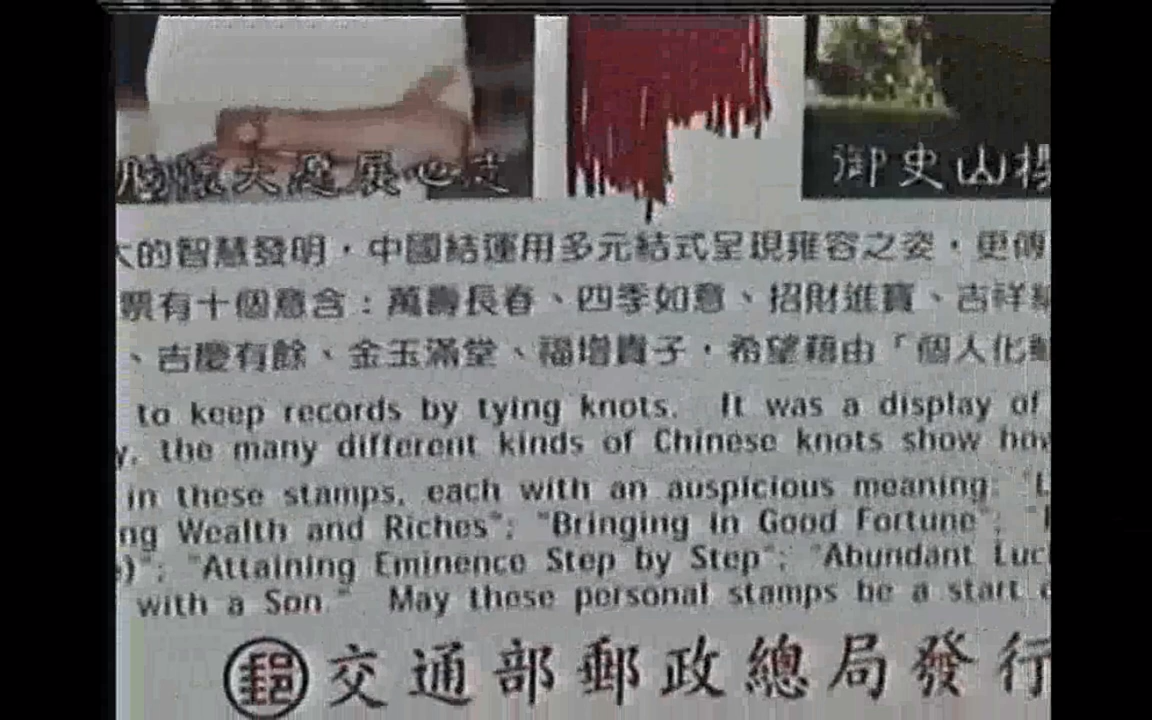 大愿展心
御史山
的智慧發明，中國結運用多元結式呈現雍容之姿，更傳
票有十個意含：萬壽長春、四季如意、招財進寶、吉祥
、吉慶有餘、金玉滿堂、福增貴子，希望藉由「個人化
to keep records by tying knots. It was a display of
y, the many different kinds of Chinese knots show how
in these stamps, each with an auspicious meaning: "L
ng Wealth and Riches"; "Bringing in Good Fortune"; "
)"; "Attaining Eminence Step by Step"; "Abundant Luc
with a Son." May these personal stamps be a start
郵 交通部郵政總局發行